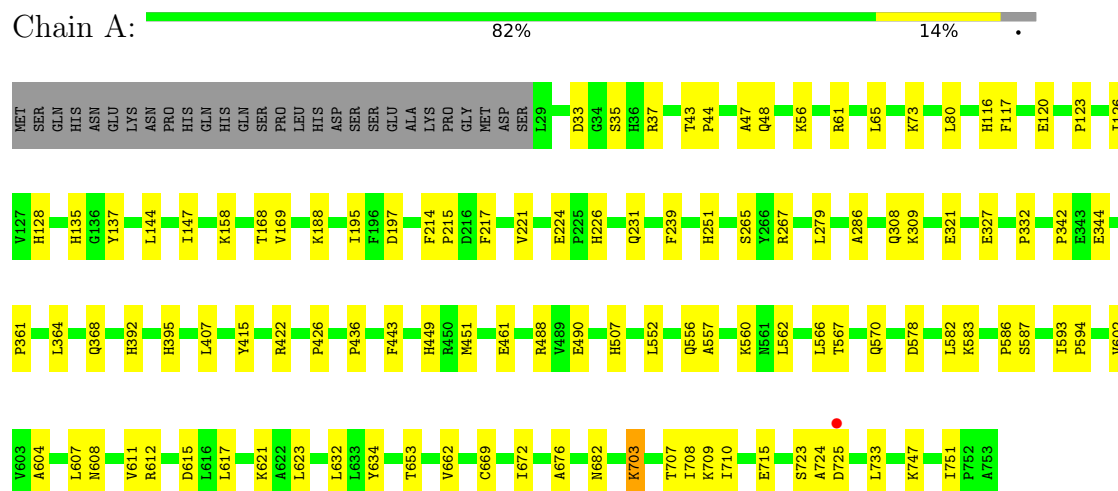 Chain A:
82% 14% •
MET SER GLN HIS ASN GLU LYS ASN PRO HIS GLN HIS GLN SER PRO LEU HIS ASP SER SER GLU ALA LYS PRO GLY MET ASP SER L29 D33 G34 S35 H36 R37 T43 P44 A47 Q48 K56 R61 L65 K73 L80 H116 F117 E120 P123 I126
V127 H128 H135 G136 Y137 L144 I147 K158 T168 V169 K188 I195 F196 D197 F214 P215 D216 F217 V221 E224 P225 H226 Q231 F239 H251 S265 Y266 R267 L279 A286 Q308 K309 E321 E327 P332 P342 E343 E344
P361 L364 Q368 H392 H395 L407 Y415 R422 P426 P436 F443 H449 R450 M451 E461 R488 V489 E490 H507 L552 Q556 A557 K560 N561 L562 L566 T567 Q570 D578 L582 K583 P586 S587 I593 P594 V602
V603 A604 L607 N608 V611 R612 D615 L616 L617 K621 A622 L623 L632 L633 Y634 T653 V662 C669 I672 A676 N682 K703 T707 I708 K709 I710 E715 S723 A724 D725 L733 K747 I751 P752 A753